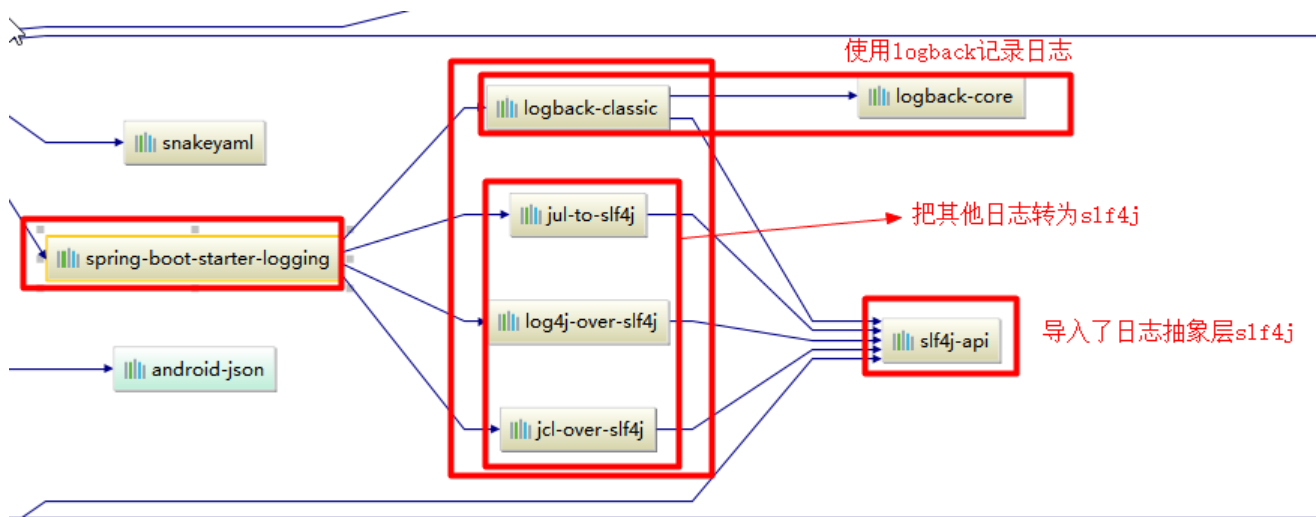 使用logback记录日志
logback-classic
logback-core
snakeyaml
jul-to-slf4j
把其他日志转为slf4j
spring-boot-starter-logging
log4j-over-slf4j
slf4j-api
导入了日志抽象层slf4j
android-json
jcl-over-slf4j